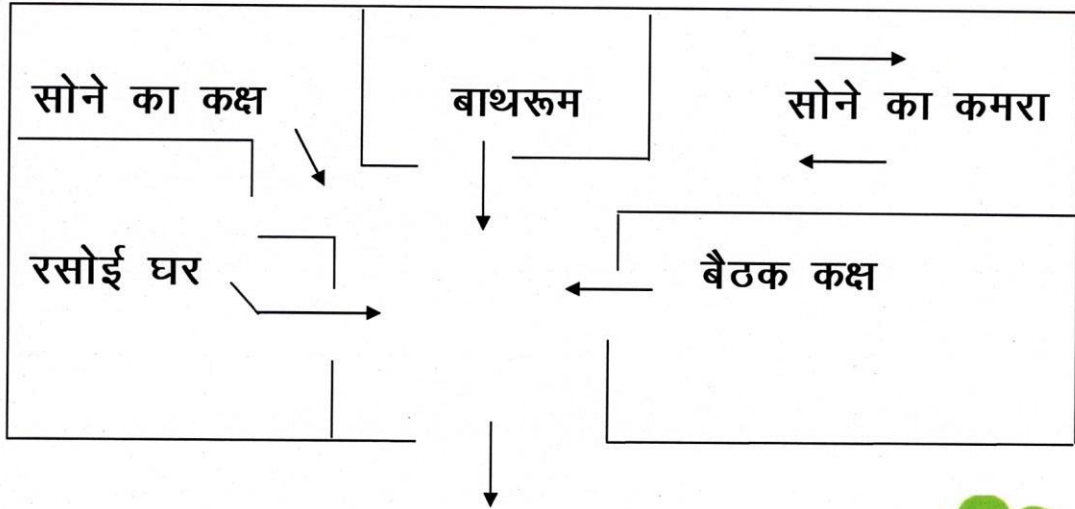 सोने का कक्ष
बाथरूम
सोने का कमरा
रसोई घर
बैठक कक्ष